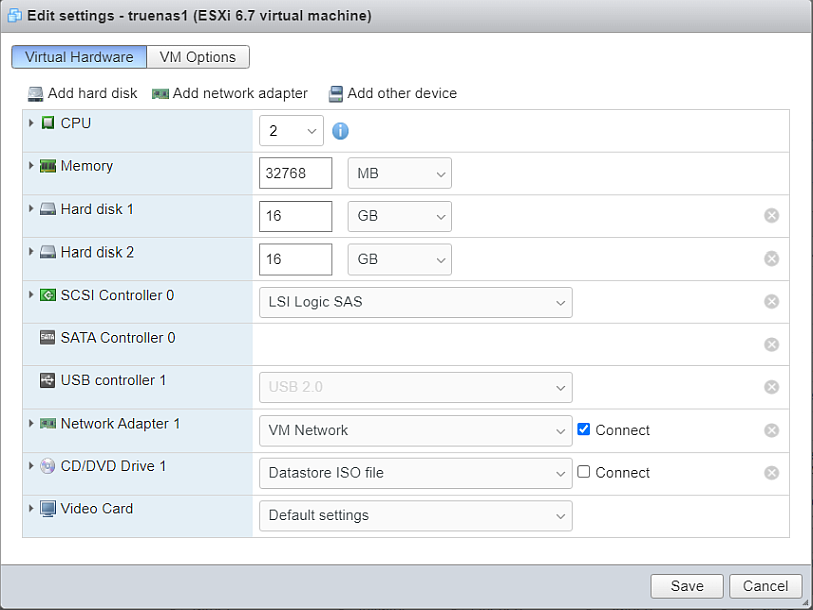 Edit settings - truenas1 (ESXi 6.7 virtual machine)
Virtual Hardware VM Options
Add hard disk Add network adapter Add other device
CPU 2 i
Memory 32768 MB
Hard disk 1 16 GB
Hard disk 2 16 GB
SCSI Controller 0 LSI Logic SAS
SATA SATA Controller 0
USB controller 1 USB 2.0
Network Adapter 1 VM Network Connect
CD/DVD Drive 1 Datastore ISO file Connect
Video Card Default settings
Save Cancel